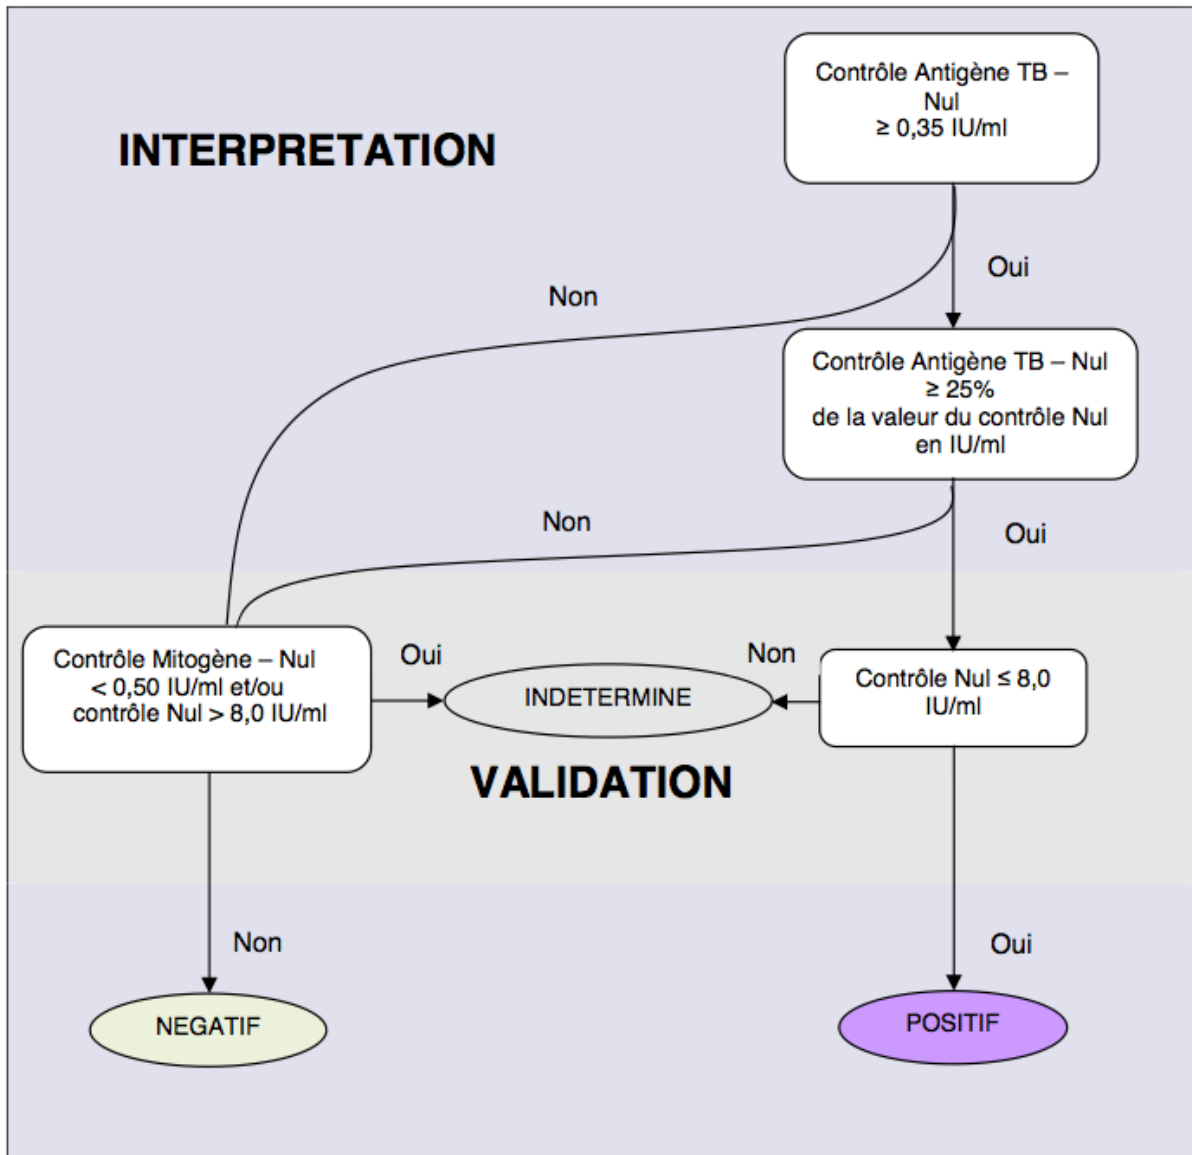 Contrôle Antigène TB –
Nul
≥ 0,35 IU/ml
INTERPRETATION
Oui
Non
Contrôle Antigène TB – Nul
≥ 25%
de la valeur du contrôle Nul
en IU/ml
Non
Oui
Contrôle Mitogène – Nul
< 0,50 IU/ml et/ou
contrôle Nul > 8,0 IU/ml
Oui
INDETERMINE
Non
Contrôle Nul ≤ 8,0
IU/ml
VALIDATION
Non
Oui
NEGATIF
POSITIF